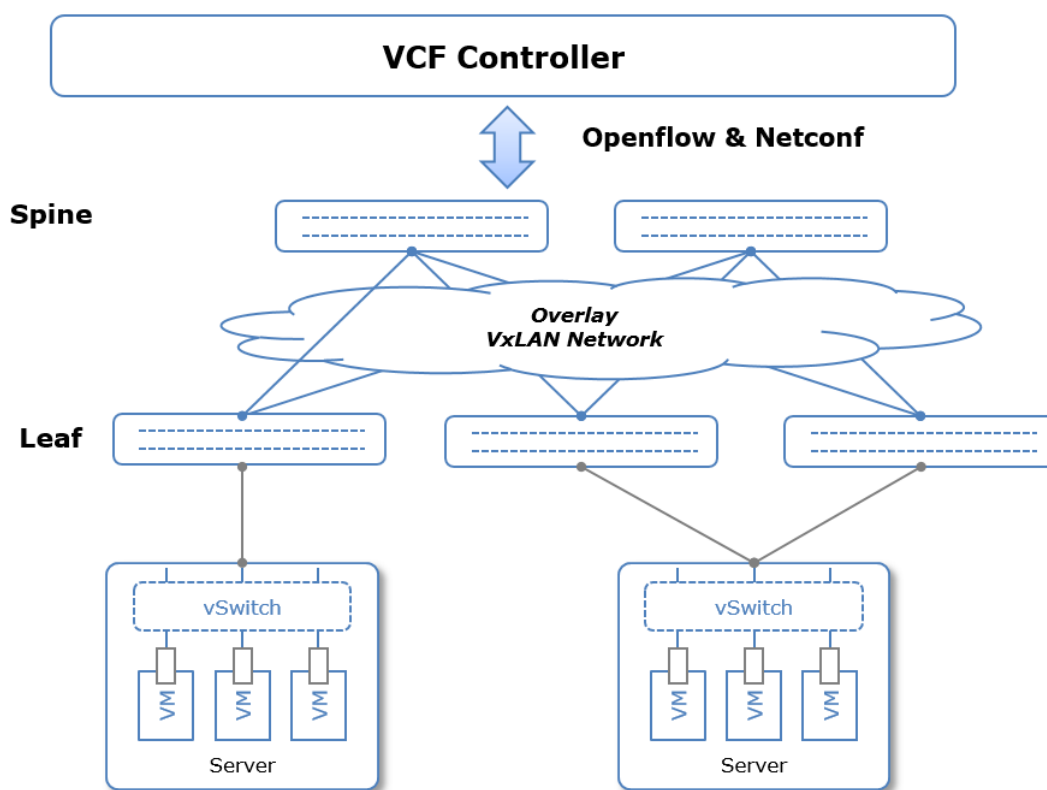 VCF Controller
Openflow & Netconf
Spine
Overlay
VxLAN Network
Leaf
vSwitch
vSwitch
VM
VM
VM
VM
VM
VM
Server
Server